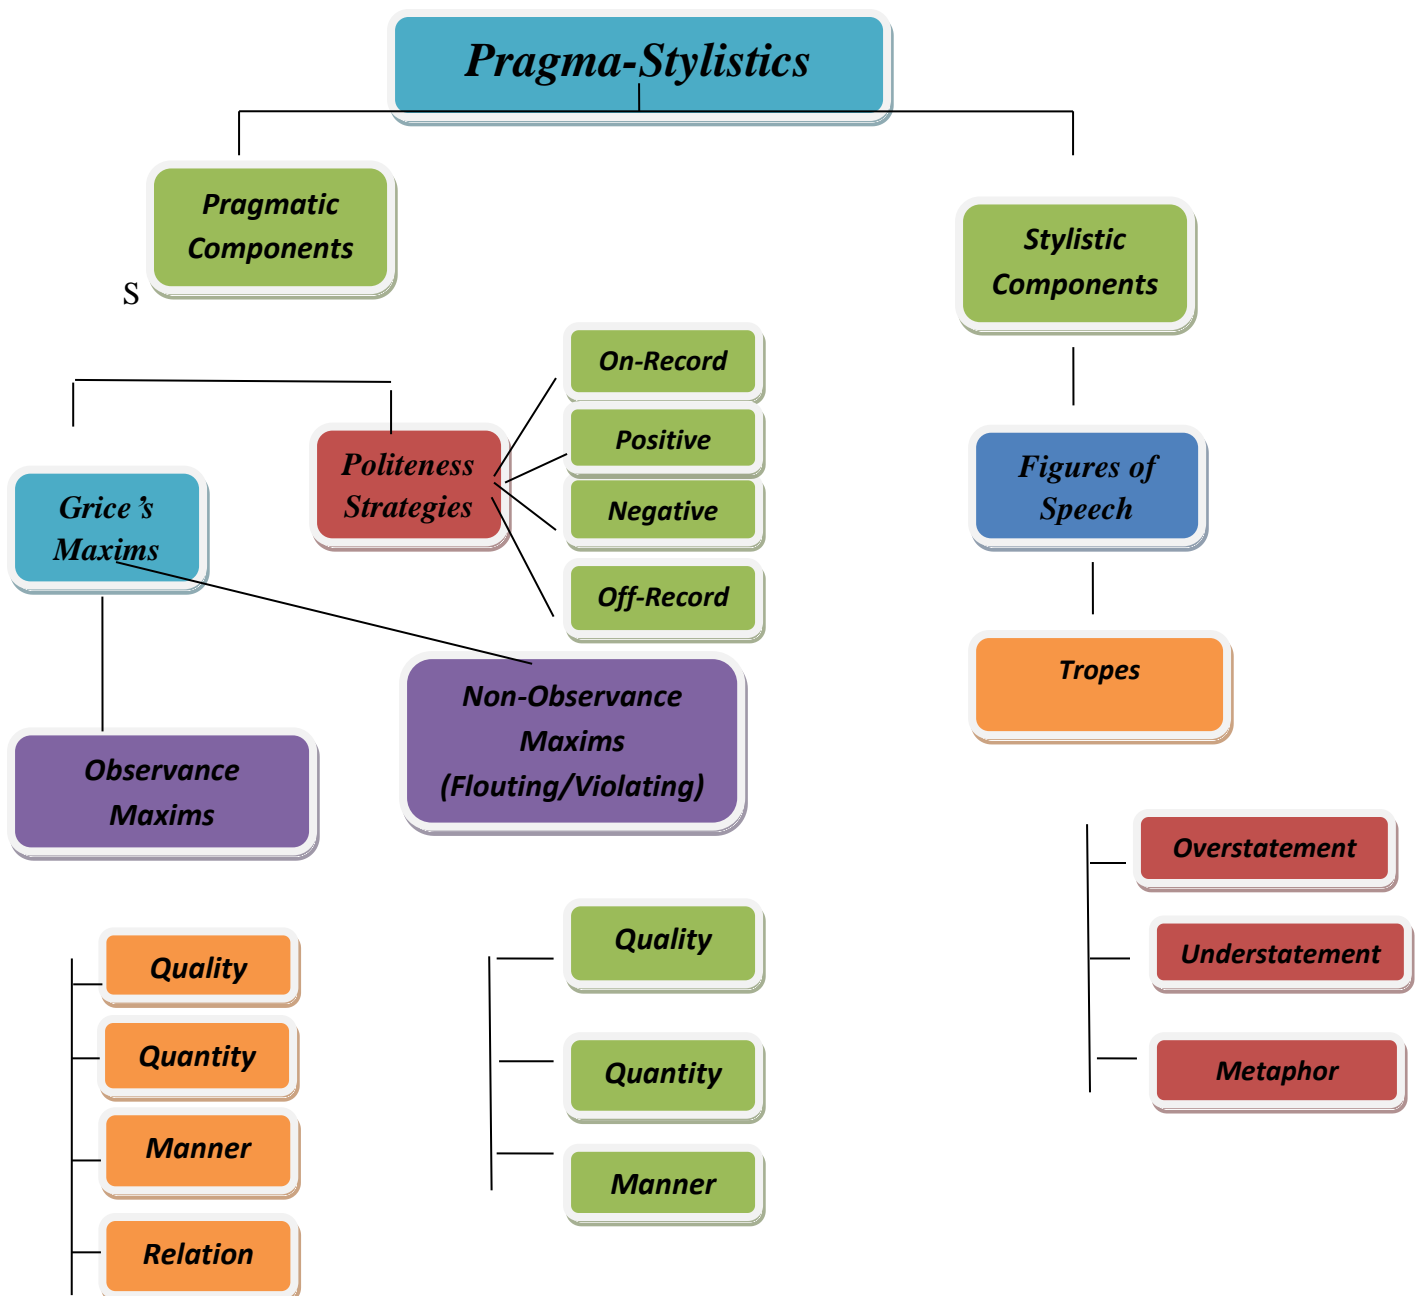 Pragma-Stylistics
Pragmatic
Components
Stylistic
Components
S
On-Record
Positive
Negative
Off-Record
Politeness
Strategies
Grice's
Maxims
Figures of
Speech
Tropes
Non-Observance
Maxims
(Flouting/Violating)
Observance
Maxims
Quality
Quantity
Manner
Relation
Quality
Quantity
Manner
Overstatement
Understatement
Metaphor